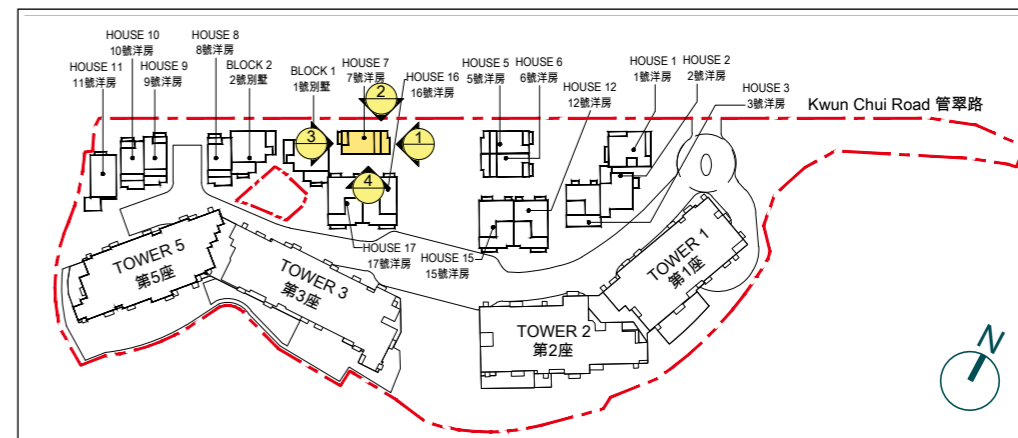 HOUSE 10
10號洋房
HOUSE 8
8號洋房
HOUSE 11
11號洋房
HOUSE 9
9號洋房
BLOCK 2
2號別墅
BLOCK 1
1號別墅
HOUSE 7
7號洋房
HOUSE 16
16號洋房
HOUSE 5
5號洋房
HOUSE 6
6號洋房
HOUSE 12
12號洋房
HOUSE 1
1號洋房
HOUSE 2
2號洋房
HOUSE 3
3號洋房
Kwun Chui Road 管翠路
2
3
1
4
HOUSE 17
17號洋房
HOUSE 15
15號洋房
TOWER 5
第5座
TOWER 3
第3座
TOWER 2
第2座
TOWER 1
第1座
N